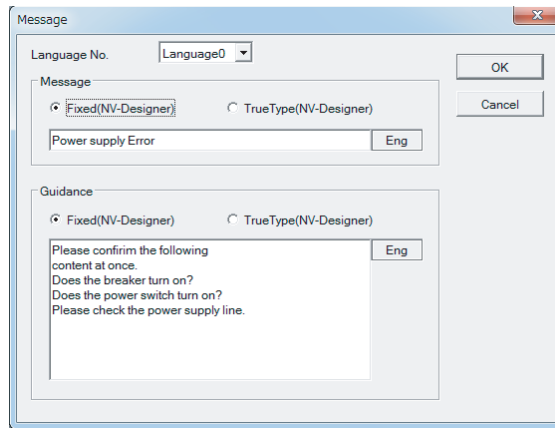 Message
Language No. Language0
OK
Message
Fixed(NV-Designer) TrueType(NV-Designer)
Cancel
Power supply Error Eng
Guidance
Fixed(NV-Designer) TrueType(NV-Designer)
Please confirim the following Eng
content at once.
Does the breaker turn on?
Does the power switch turn on?
Please check the power supply line.